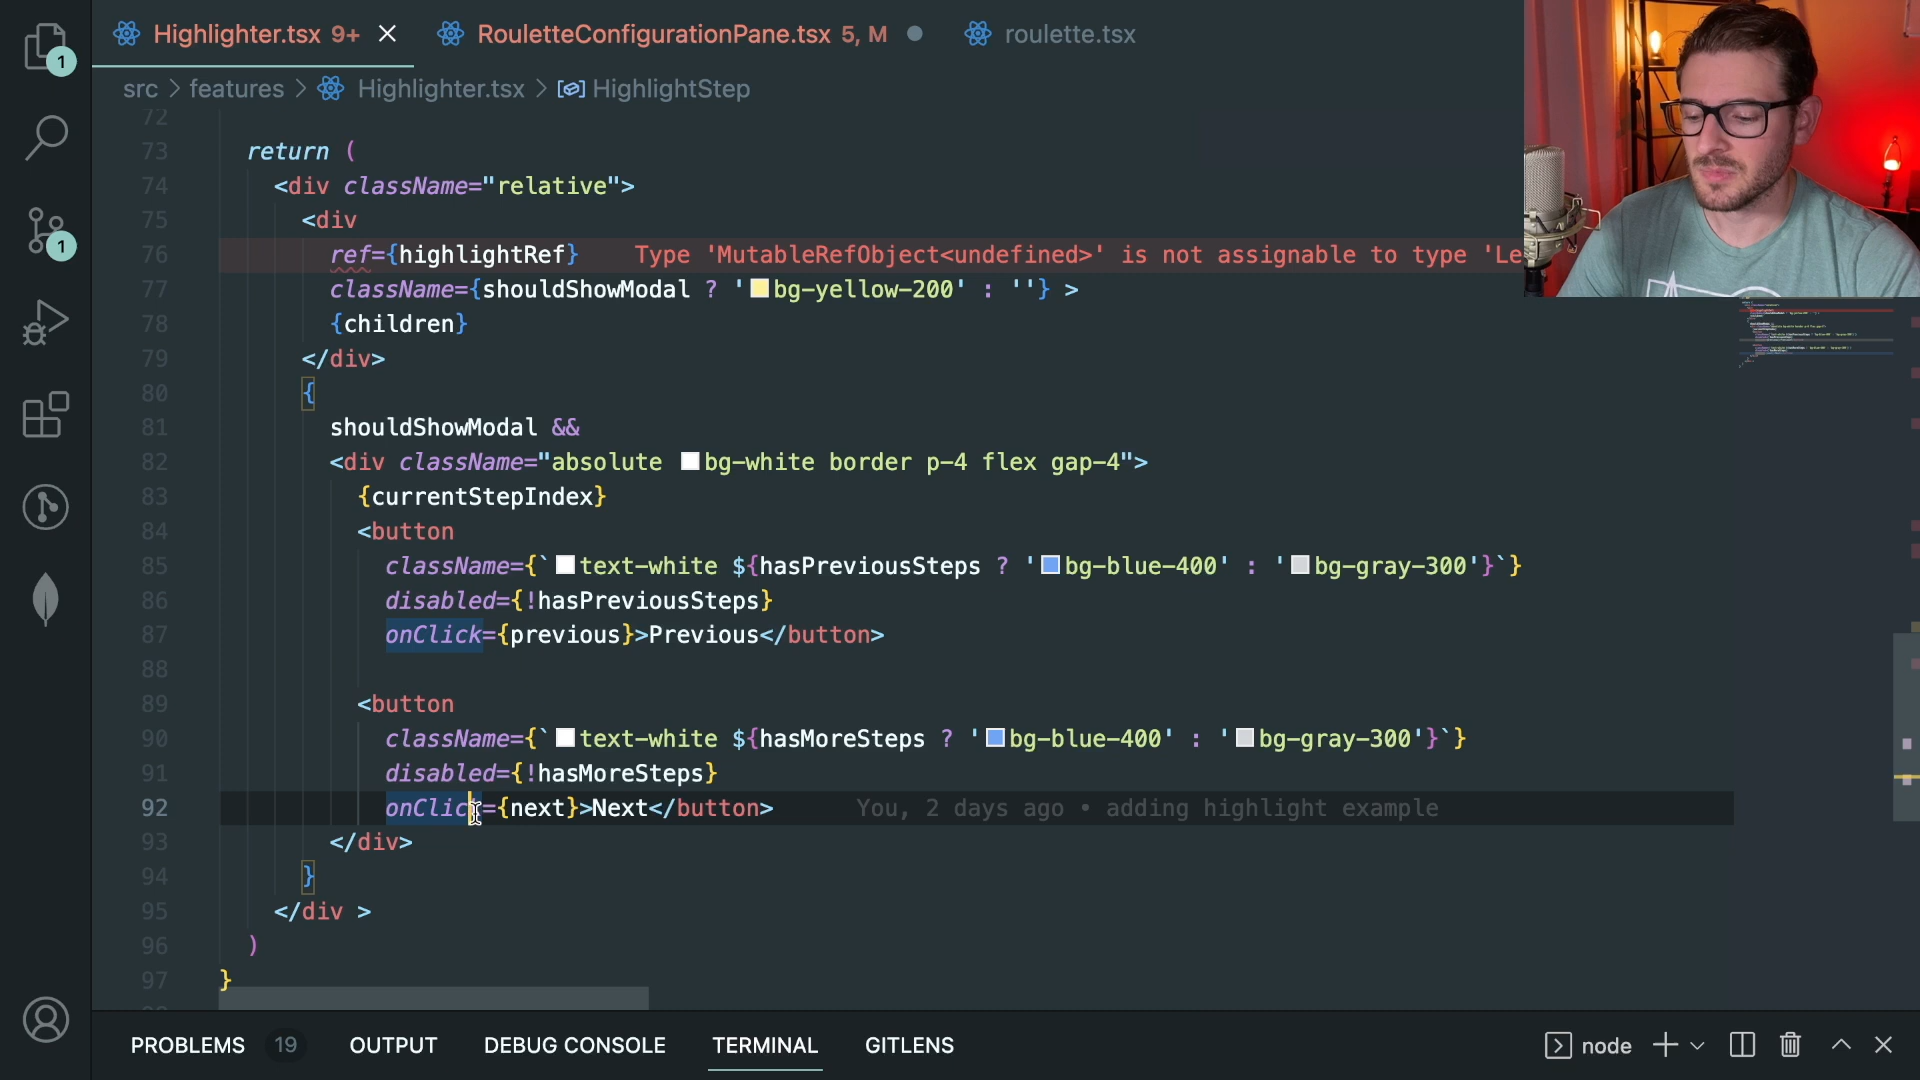 1
Highlighter.tsx 9+
RouletteConfigurationPane.tsx 5, M
roulette.tsx
src > features > Highlighter.tsx > HighlightStep
72
73 return (
74 <div className="relative">
75 <div
76 ref={highlightRef} Type 'MutableRefObject<undefined>' is not assignable to type 'Le
77 className={shouldShowModal ? 'bg-yellow-200' : ''} >
78 {children}
79 </div>
80 {
81 shouldShowModal &&
82 <div className="absolute bg-white border p-4 flex gap-4">
83 {currentStepIndex}
84 <button
85 className={`text-white ${hasPreviousSteps ? 'bg-blue-400' : 'bg-gray-300'}`}
86 disabled={!hasPreviousSteps}
87 onClick={previous}>Previous</button>
88
89 <button
90 className={`text-white ${hasMoreSteps ? 'bg-blue-400' : 'bg-gray-300'}`}
91 disabled={!hasMoreSteps}
92 onClick={next}>Next</button> You, 2 days ago • adding highlight example
93 </div>
94 }
95 </div >
96 )
97 }
1
PROBLEMS 19 OUTPUT DEBUG CONSOLE TERMINAL GITLENS node